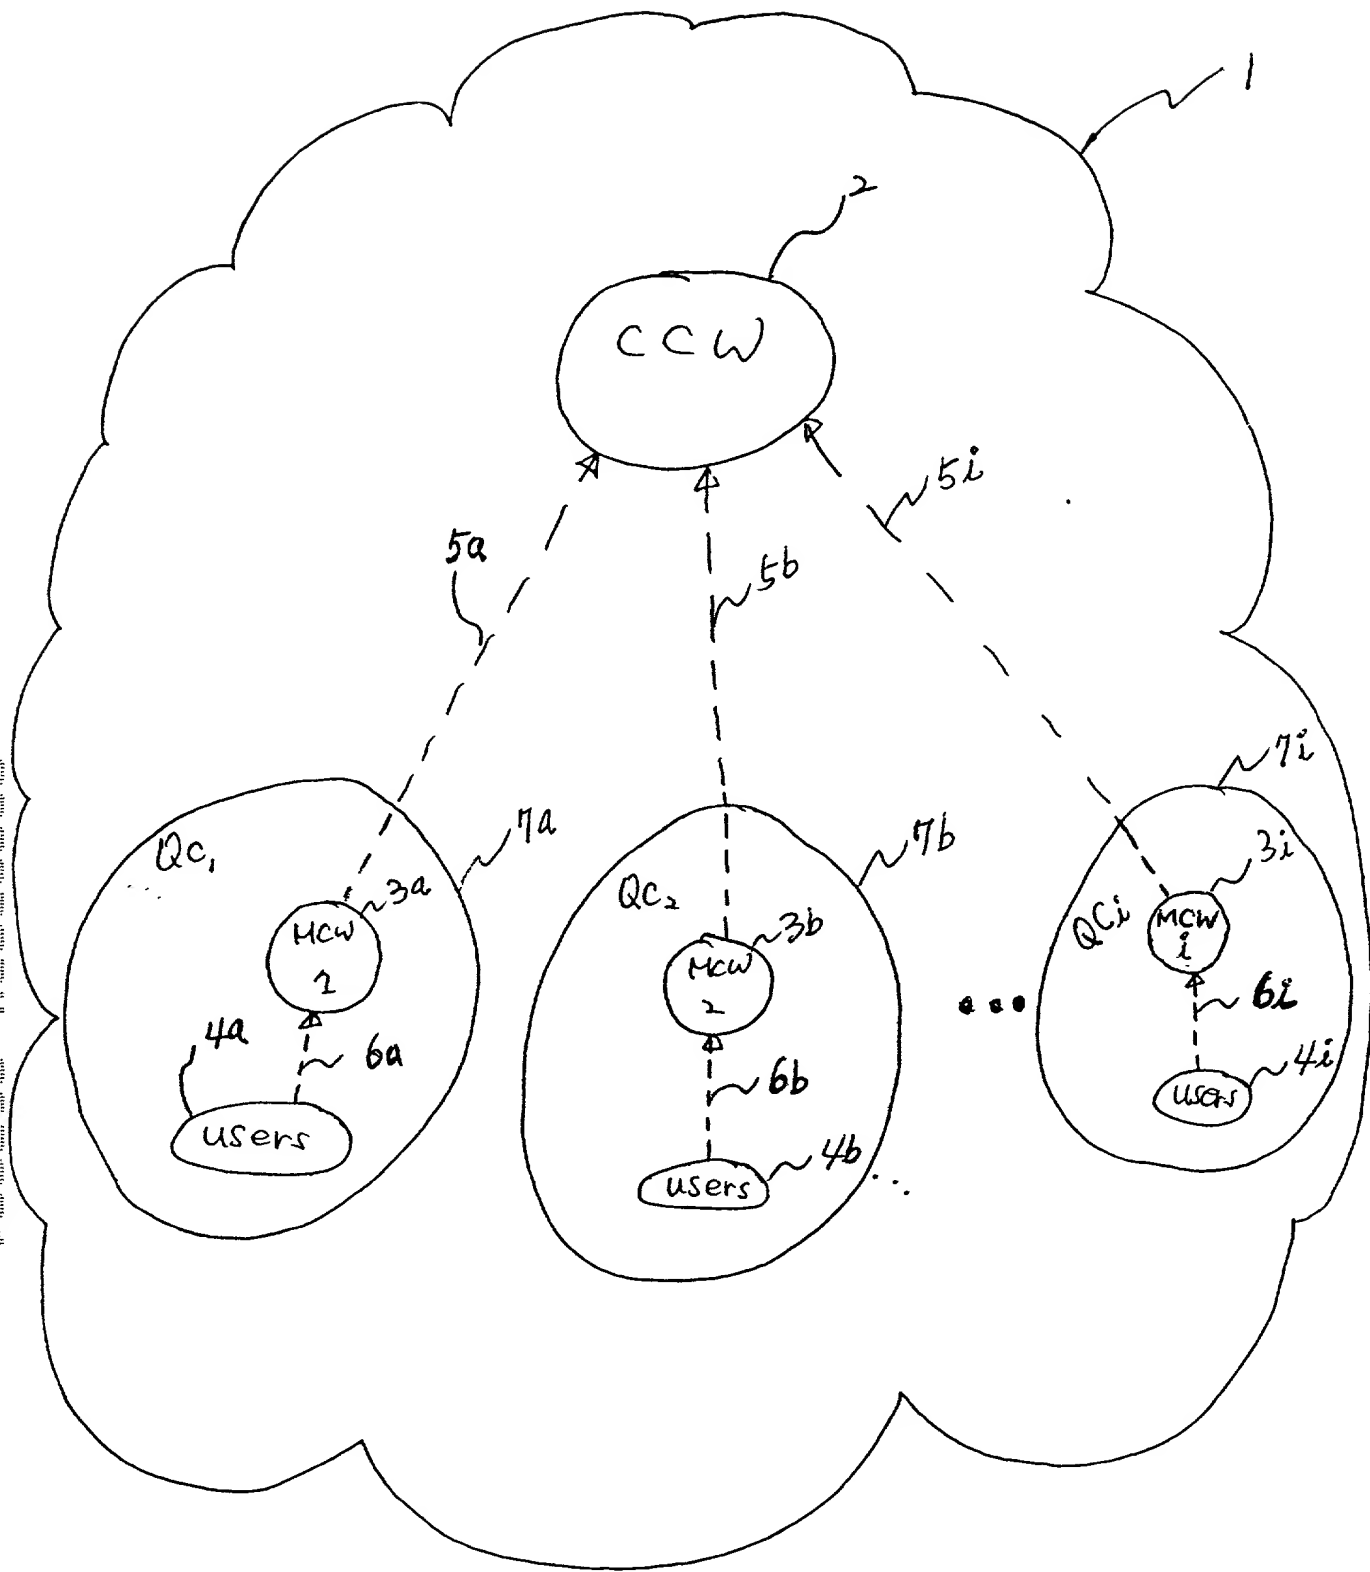 1
2
CCW
5i
5a
5b
7i
7a
7b
QC₁
3i
3a
QC₂
QCi
MCW
i
MCW
1
3b
MCW
2
6i
4a
6a
6b
4i
users
users
4b
users